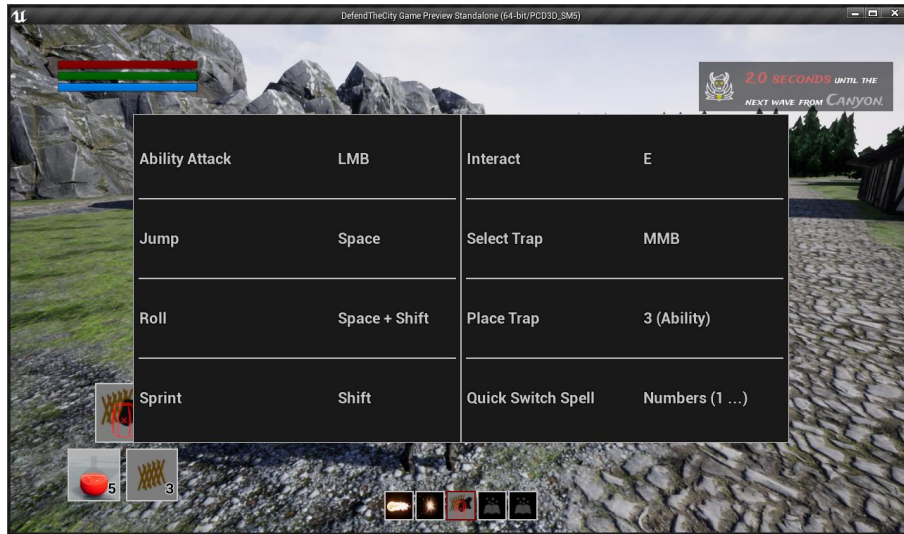 DefendTheCity Game Preview Standalone (64-bit/PCD3D_SM5)
2.0 SECONDS UNTIL THE
NEXT WAVE FROM CANYON.
Ability Attack LMB Interact E
Jump Space Select Trap MMB
Roll Space + Shift Place Trap 3 (Ability)
Sprint Shift Quick Switch Spell Numbers (1 ...)
5 3